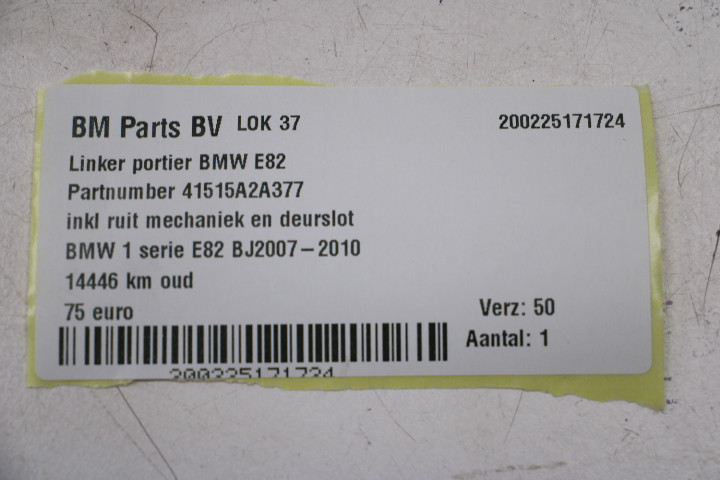 BM Parts BV LOK 37 200225171724
Linker portier BMW E82
Partnumber 41515A2A377
inkl ruit mechaniek en deurslot
BMW 1 serie E82 BJ2007-2010
14446 km oud
75 euro Verz: 50
Aantal: 1
200225171724